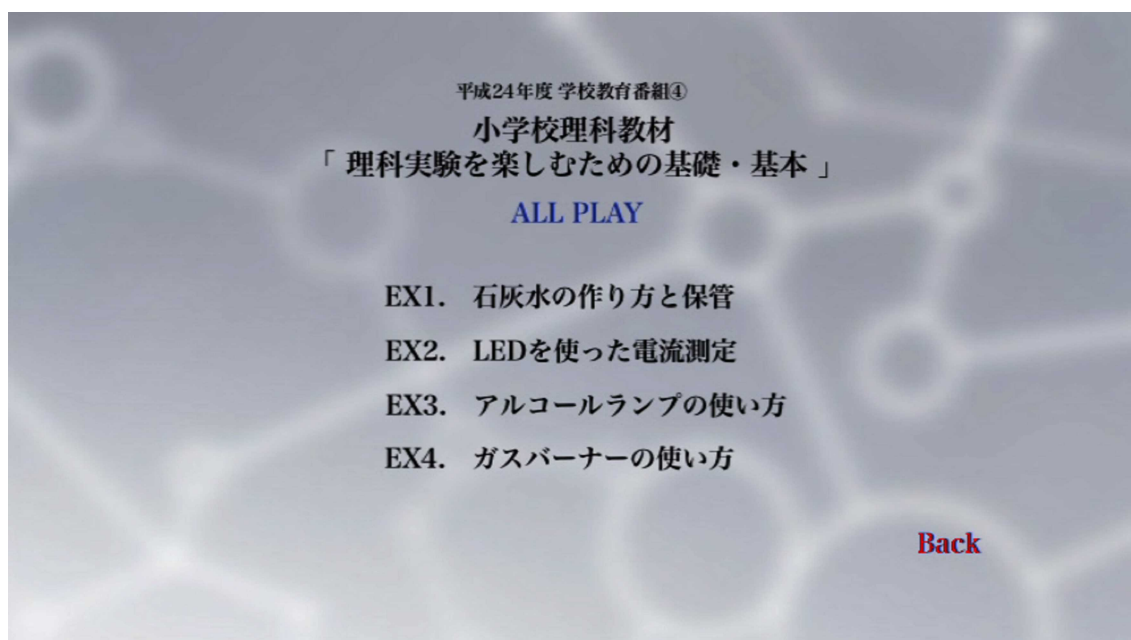 平成24年度 学校教育番組④
小学校理科教材
「 理科実験を楽しむための基礎・基本 」
ALL PLAY
EX1. 石灰水の作り方と保管
EX2. LEDを使った電流測定
EX3. アルコールランプの使い方
EX4. ガスバーナーの使い方
Back